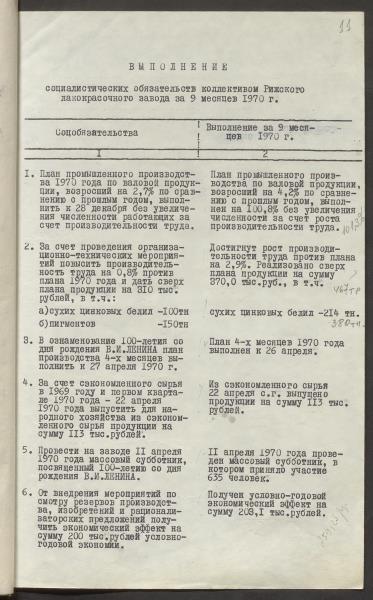 11
ВЫПОЛНЕНИЕ
социалистических обязательств коллективом Рижского
лакокрасочного завода за 9 месяцев 1970 г.
Соцобязательства
Выполнение за 9 меся-
цев 1970 г.
1
2
1. План промышленного производст-
ва 1970 года по валовой продук-
ции, возросший на 2,7% по срав-
нению с прошлым годом, выпол-
нить к 28 декабря без увеличе-
ния численности работающих за
счет производительности труда.
План промышленного произ-
водства по валовой продукции,
возросший на 4,2% по сравне-
нию с прошлым годом, выпол-
нен на 100,8% без увеличения
численности за счет роста
производительности труда.
2. За счет проведения организа-
ционно-технических мероприя-
тий повысить производитель-
ность труда на 0,8% против
плана 1970 года и дать сверх
плана продукции на 310 тыс.
рублей, в т.ч.:
Достигнут рост производи-
тельности труда против плана
на 2,9%. Реализовано сверх
плана продукции на сумму
370,0 тыс.руб., в т.ч.
а)сухих цинковых белил -100тн
б)пигментов -150тн
сухих цинковых белил -214 тн.
380тн.
3. В ознаменование 100-летия со
дня рождения В.И.ЛЕНИНА план
производства 4-х месяцев вы-
полнить к 27 апреля 1970 г.
План 4-х месяцев 1970 года
выполнен к 26 апреля.
4. За счет сэкономленного сырья
в 1969 году и первом кварта-
ле 1970 года - 22 апреля
1970 года выпустить для на-
родного хозяйства из сэконом-
ленного сырья продукции на
сумму 113 тыс.рублей.
Из сэкономленного сырья
22 апреля с.г. выпущено
продукции на сумму 113 тыс.
рублей.
5. Провести на заводе 11 апреля
1970 года массовый субботник,
посвященный 100-летию со дня
рождения В.И.ЛЕНИНА.
11 апреля 1970 года прове-
ден массовый субботник, в
котором приняло участие
635 человек.
6. От внедрения мероприятий по
смотру резервов производст-
ва, изобретений и рационали-
заторских предложений полу-
чить экономический эффект на
сумму 200 тыс.рублей условно-
годовой экономии.
Получен условно-годовой
экономический эффект на
сумму 203,1 тыс.рублей.